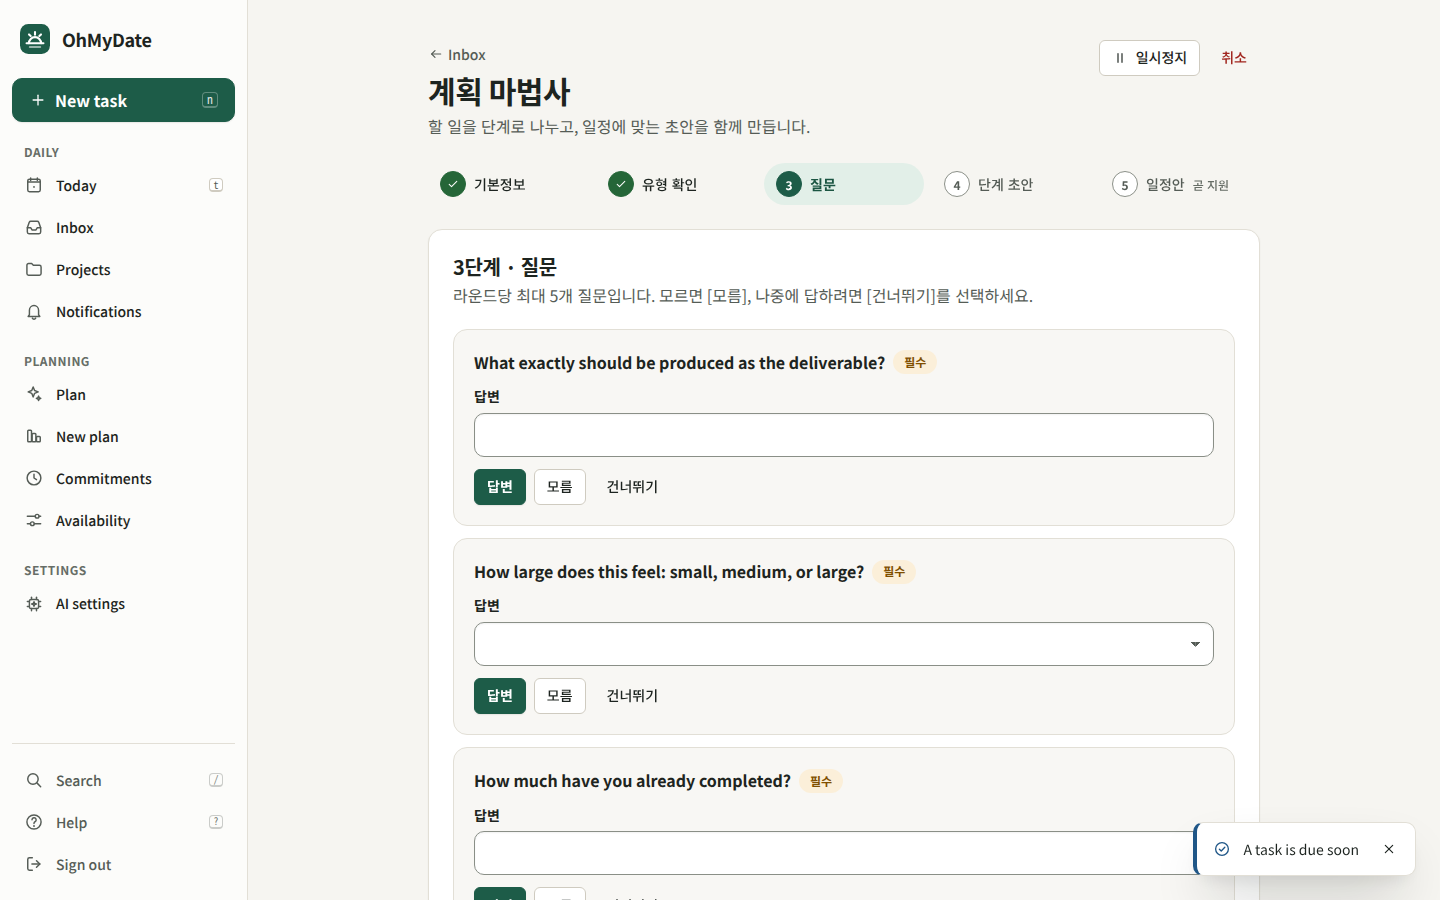 OhMyDate
New task
n
DAILY
Today
t
Inbox
Projects
Notifications
PLANNING
Plan
New plan
Commitments
Availability
SETTINGS
AI settings
Search
/
Help
?
Sign out
← Inbox
계획 마법사
할 일을 단계로 나누고, 일정에 맞는 초안을 함께 만듭니다.
일시정지
취소
기본정보
유형 확인
3 질문
4 단계 초안
5 일정안 곧 지원
3단계 · 질문
라운드당 최대 5개 질문입니다. 모르면 [모름], 나중에 답하려면 [건너뛰기]를 선택하세요.
What exactly should be produced as the deliverable? 필수
답변
답변 모름 건너뛰기
How large does this feel: small, medium, or large? 필수
답변
답변 모름 건너뛰기
How much have you already completed? 필수
답변
A task is due soon